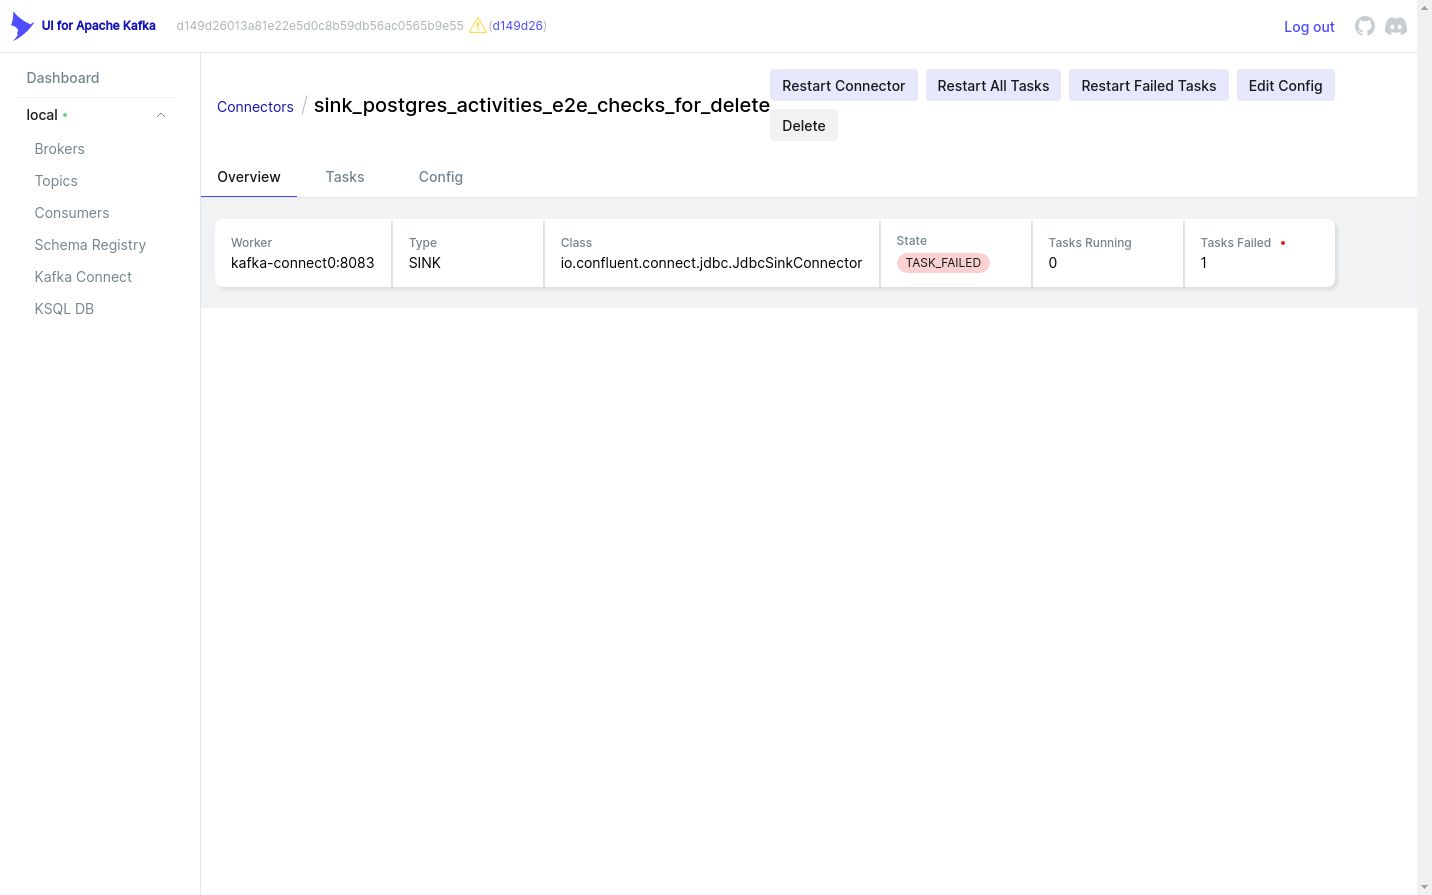 UI for Apache Kafka d149d26013a81e22e5d0c8b59db56ac0565b9e55 (d149d26) Log out
Dashboard
local
Brokers
Topics
Consumers
Schema Registry
Kafka Connect
KSQL DB
Connectors / sink_postgres_activities_e2e_checks_for_delete
Restart Connector Restart All Tasks Restart Failed Tasks Edit Config
Delete
Overview Tasks Config
Worker
kafka-connect0:8083
Type
SINK
Class
io.confluent.connect.jdbc.JdbcSinkConnector
State
TASK_FAILED
Tasks Running
0
Tasks Failed
1